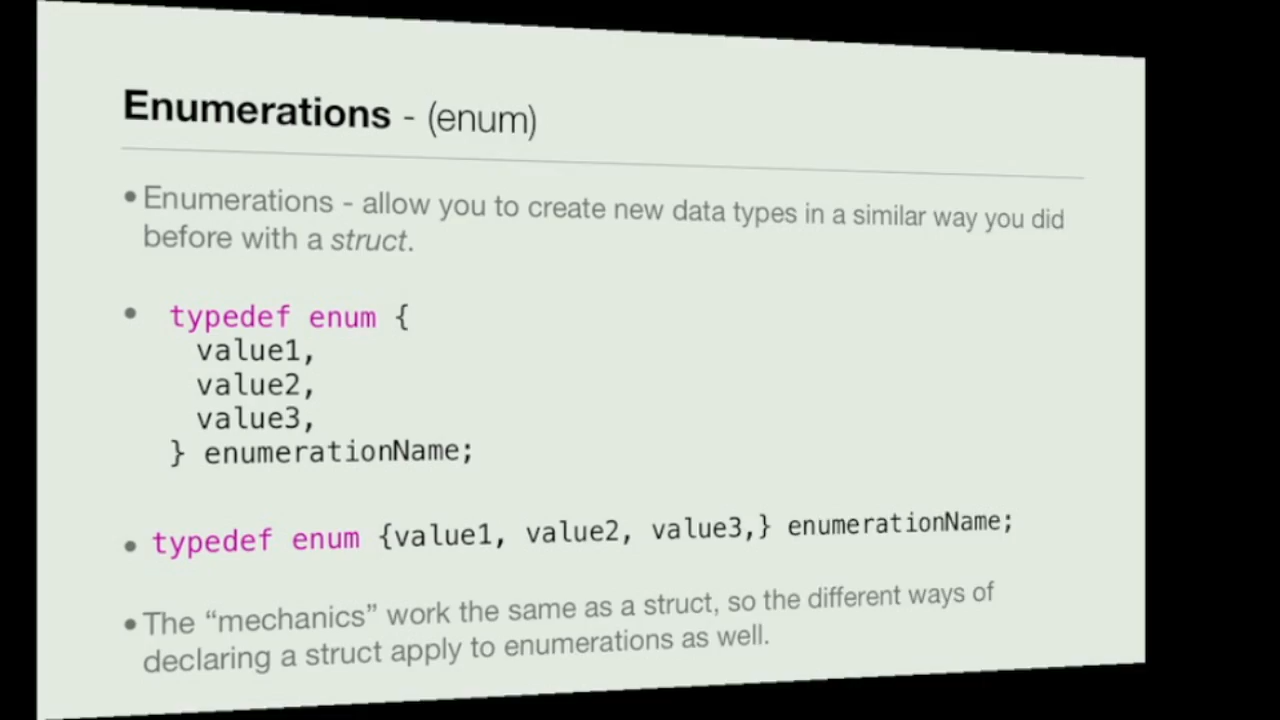 Enumerations - (enum)
• Enumerations - allow you to create new data types in a similar way you did
before with a struct.
• typedef enum {
value1,
value2,
value3,
} enumerationName;
• typedef enum {value1, value2, value3,} enumerationName;
• The “mechanics” work the same as a struct, so the different ways of
declaring a struct apply to enumerations as well.